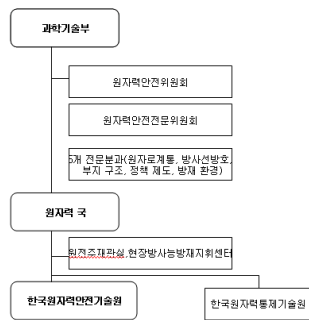 과학기술부
원자력안전위원회
원자력안전전문위원회
5개 전문분과(원자로계통, 방사선방호,
부지 구조, 정책 제도, 방재 환경)
원자력 국
원전주재관실,현장방사능방재지휘센터
한국원자력안전기술원
한국원자력통제기술원